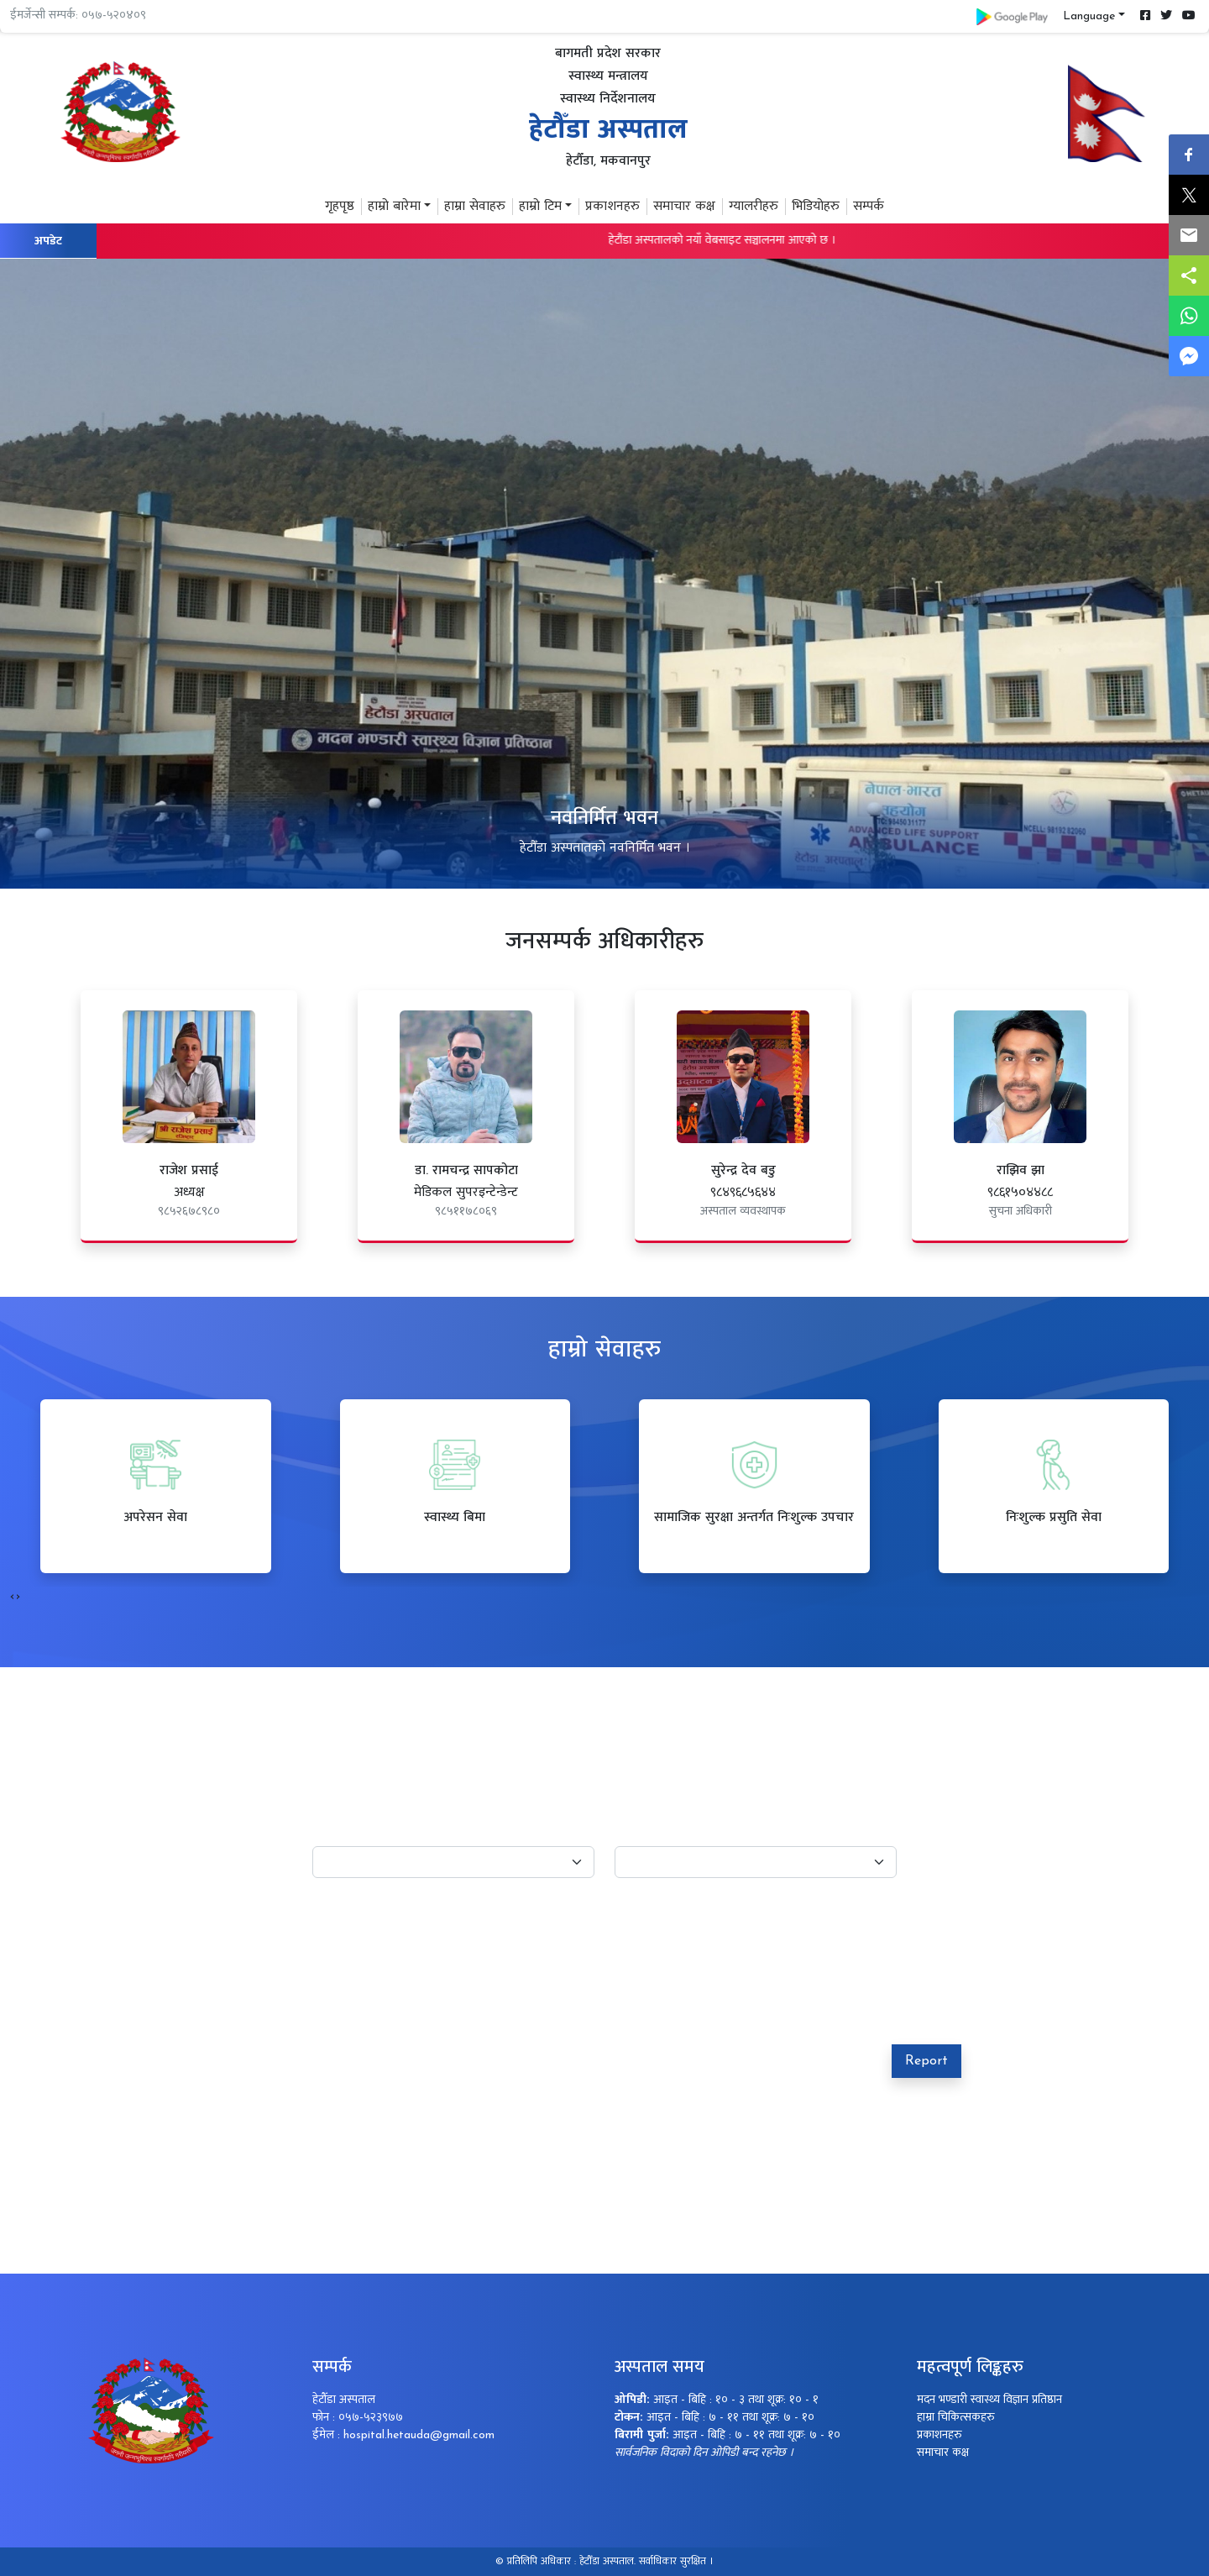 ईमर्जेन्सी सम्पर्क: ०५७-५२०४०९
Google Play
Language
बागमती प्रदेश सरकार
स्वास्थ्य मन्त्रालय
स्वास्थ्य निर्देशनालय
हेटौँडा अस्पताल
हेटौँडा, मकवानपुर
गृहपृष्ठ
हाम्रो बारेमा
हाम्रा सेवाहरु
हाम्रो टिम
प्रकाशनहरु
समाचार कक्ष
ग्यालरीहरु
भिडियोहरु
सम्पर्क
अपडेट
हेटौंडा अस्पतालको नयाँ वेबसाइट सञ्चालनमा आएको छ ।
हेटौंडा अस्पताल
मदन भण्डारी स्वास्थ्य विज्ञान प्रतिष्ठान
नेपाल-भारत
सहयोग
ADVANCED LIFE SUPPORT
AMBULANCE
नवनिर्मित भवन
हेटौंडा अस्पतातको नवनिर्मित भवन ।
जनसम्पर्क अधिकारीहरु
श्री राजेश प्रसाई
राजेश प्रसाई
अध्यक्ष
९८५२६७८९८०
डा. रामचन्द्र सापकोटा
मेडिकल सुपरइन्टेन्डेन्ट
९८५११७८०६९
सुरेन्द्र देव बडु
९८४९६८५६४४
अस्पताल व्यवस्थापक
राझिव झा
९८६१५०४४८८
सुचना अधिकारी
हाम्रो सेवाहरु
अपरेसन सेवा
स्वास्थ्य बिमा
सामाजिक सुरक्षा अन्तर्गत निःशुल्क उपचार
निःशुल्क प्रसुति सेवा
Report
सम्पर्क
हेटौँडा अस्पताल
फोन : ०५७-५२३९७७
ईमेल : hospital.hetauda@gmail.com
अस्पताल समय
ओपिडी: आइत - बिहि : १० - ३ तथा शूक्र: १० - १
टोकन: आइत - बिहि : ७ - ११ तथा शूक्र: ७ - १०
बिरामी पुर्जा: आइत - बिहि : ७ - ११ तथा शूक्र: ७ - १०
सार्वजनिक विदाको दिन ओपिडी बन्द रहनेछ ।
महत्वपूर्ण लिङ्कहरु
मदन भण्डारी स्वास्थ्य विज्ञान प्रतिष्ठान
हाम्रा चिकित्सकहरु
प्रकाशनहरु
समाचार कक्ष
© प्रतिलिपि अधिकार : हेटौँडा अस्पताल. सर्वाधिकार सुरक्षित ।